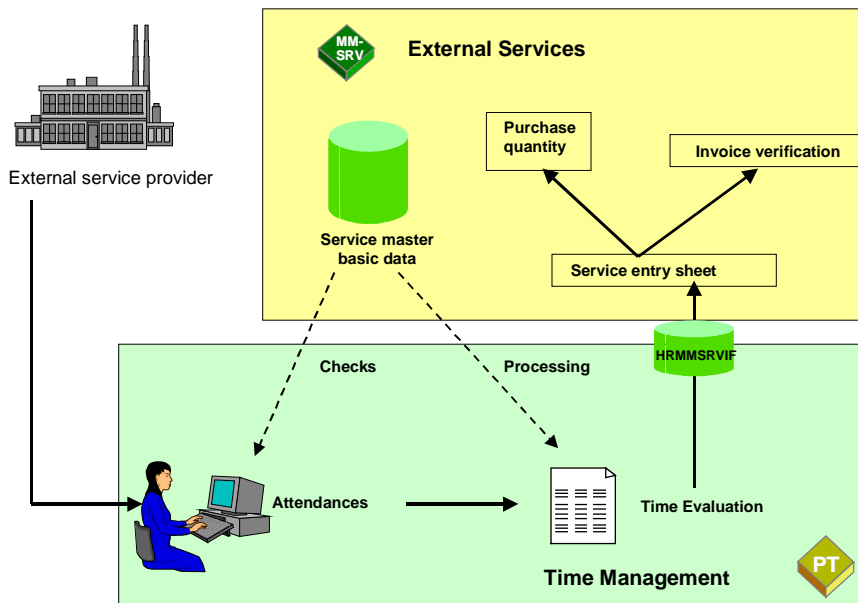 MM-
SRV
External Services
External service provider
Purchase
quantity
Invoice verification
Service master
basic data
Service entry sheet
HRMMSRVIF
Checks
Processing
Attendances
Time Evaluation
Time Management
PT